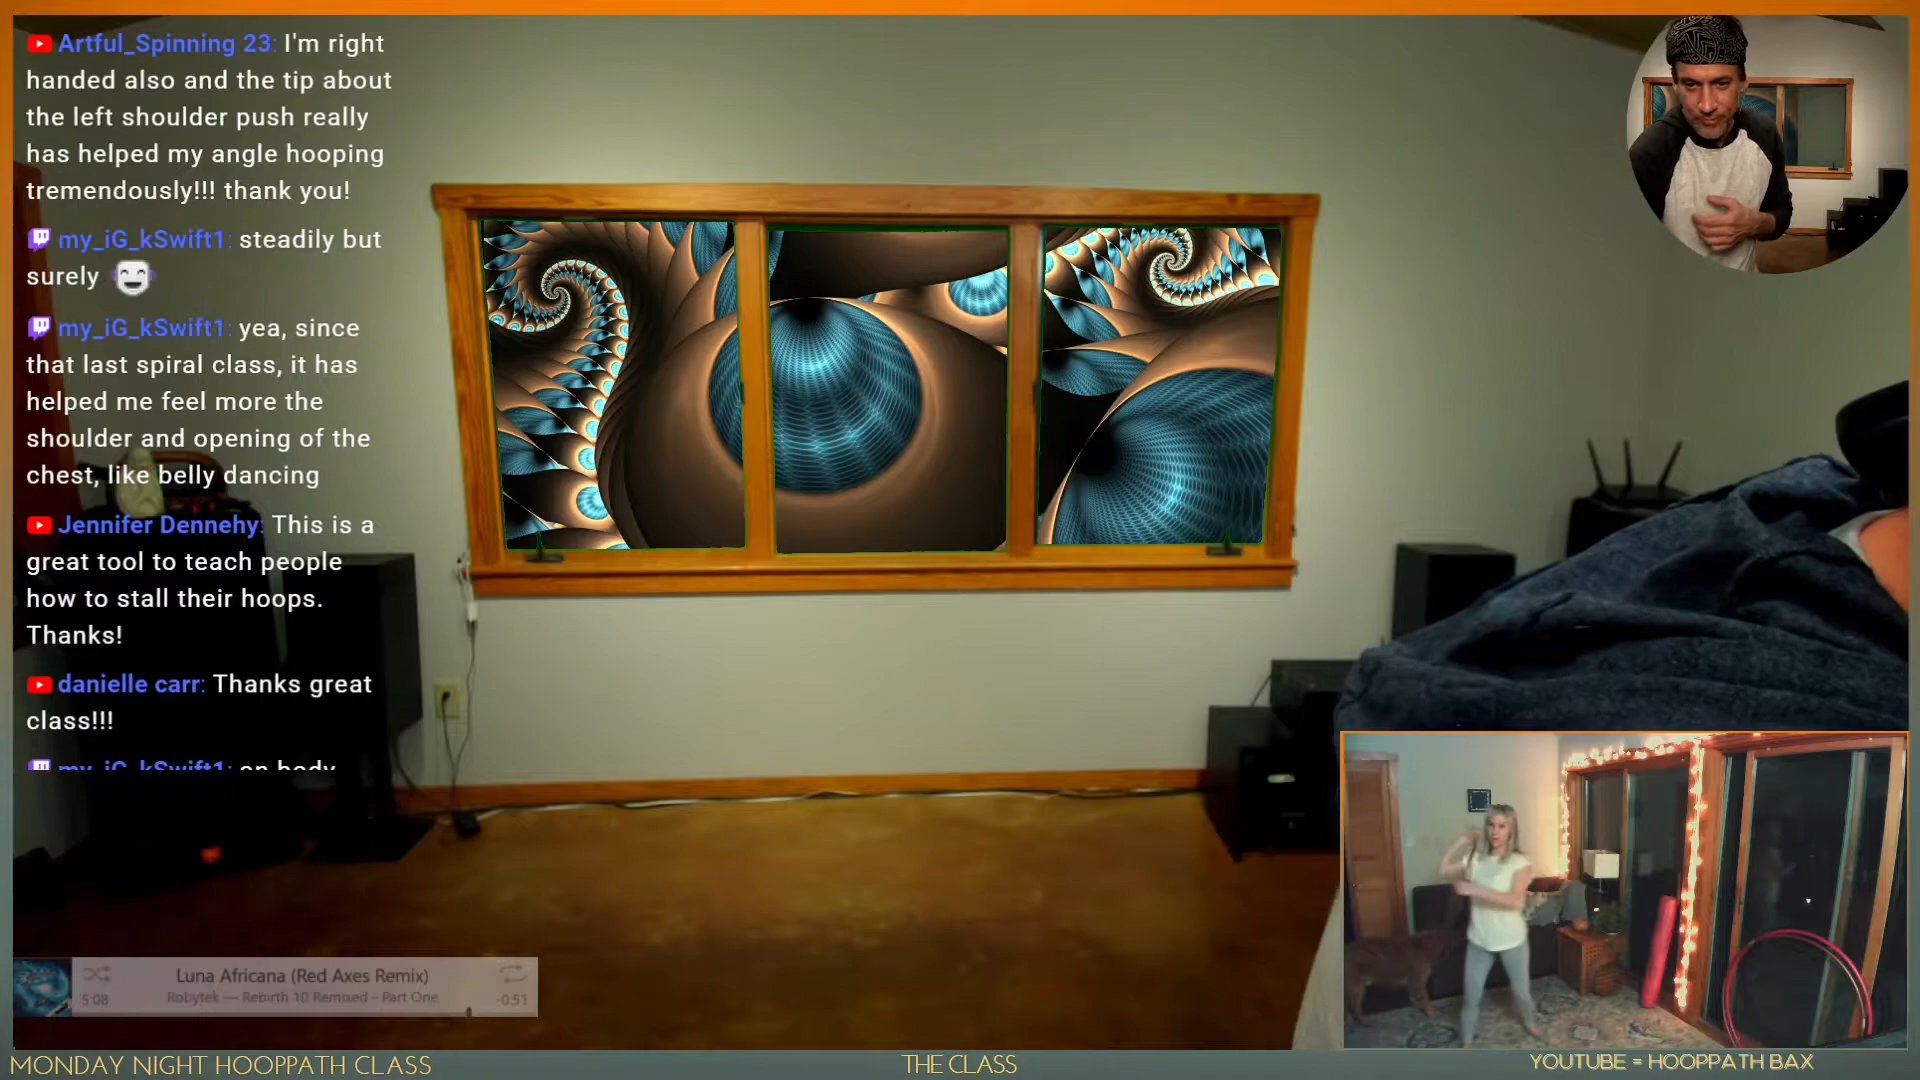 Artful_Spinning 23: I'm right
handed also and the tip about
the left shoulder push really
has helped my angle hooping
tremendously!!! thank you!
my_iG_kSwift1: steadily but
surely
my_iG_kSwift1: yea, since
that last spiral class, it has
helped me feel more the
shoulder and opening of the
chest, like belly dancing
Jennifer Dennehy: This is a
great tool to teach people
how to stall their hoops.
Thanks!
danielle carr: Thanks great
class!!!
my_iG_kSwift1: on body
Luna Africana (Red Axes Remix)
5:08 Robytek — Rebirth 10 Remixed - Part One -0:51
MONDAY NIGHT HOOPPATH CLASS
THE CLASS
YOUTUBE = HOOPPATH BAX